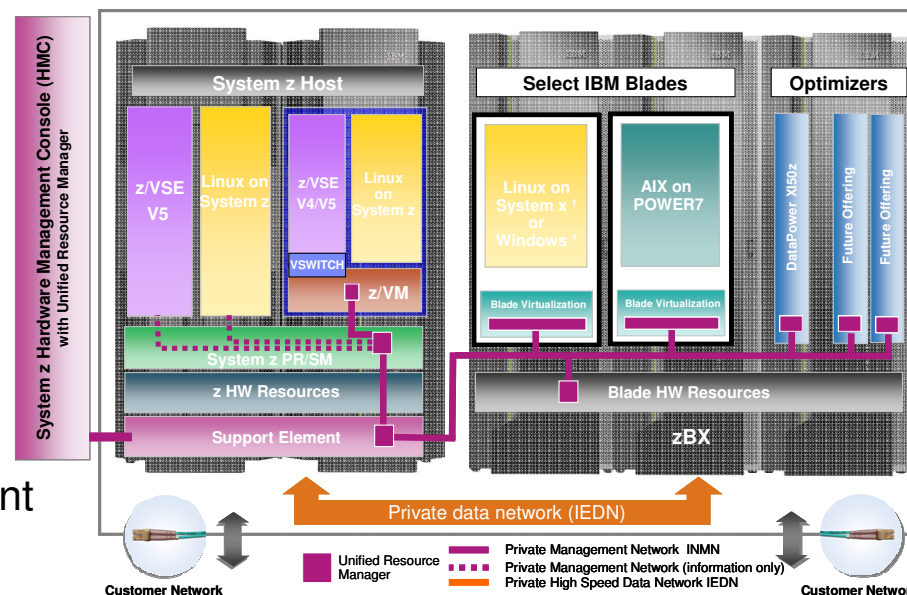 System z Hardware Management Console (HMC)
with Unified Resource Manager
System z Host
Select IBM Blades
Optimizers
z/VSE
V5
Linux on
System z
z/VSE
V4/V5
Linux
on
System z
VSWITCH
z/VM
Linux on
System x ¹
or
Windows ¹
AIX on
POWER7
DataPower XI50z
Future Offering
Future Offering
Blade Virtualization
Blade Virtualization
System z PR/SM
z HW Resources
Blade HW Resources
Support Element
zBX
nt
Private data network (IEDN)
Unified Resource
Manager
Private Management Network INMN
Private Management Network (information only)
Private High Speed Data Network IEDN
Customer Network
Customer Networ